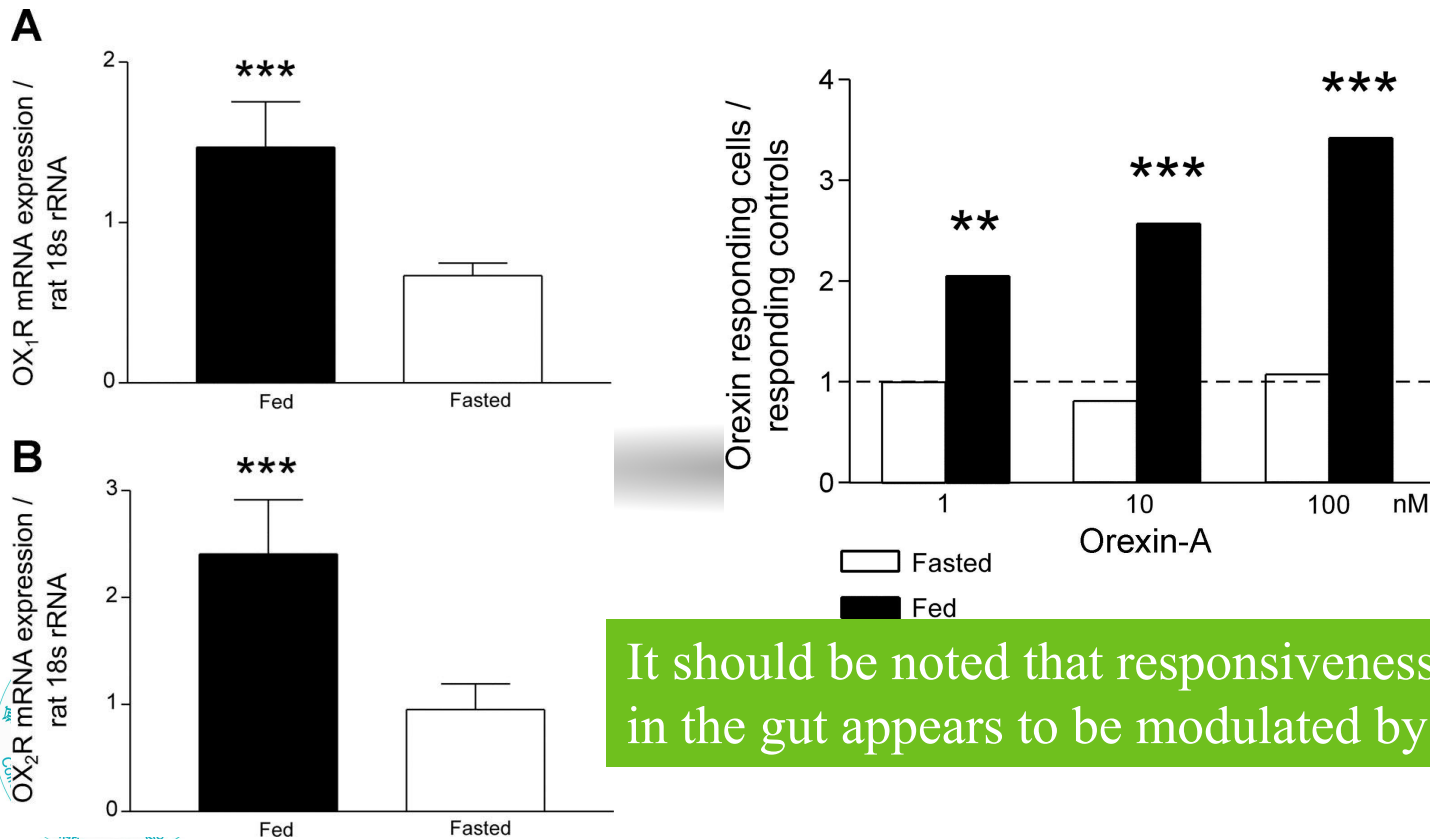 A
OX₁R mRNA expression /
rat 18s rRNA
2
1
0
***
Fed
Fasted
B
OX₂R mRNA expression /
rat 18s rRNA
3
2
1
0
***
Fed
Fasted
Orexin responding cells /
responding controls
4
3
2
1
0
**
***
***
1
10
100
nM
Orexin-A
Fasted
Fed
It should be noted that responsiveness
in the gut appears to be modulated by